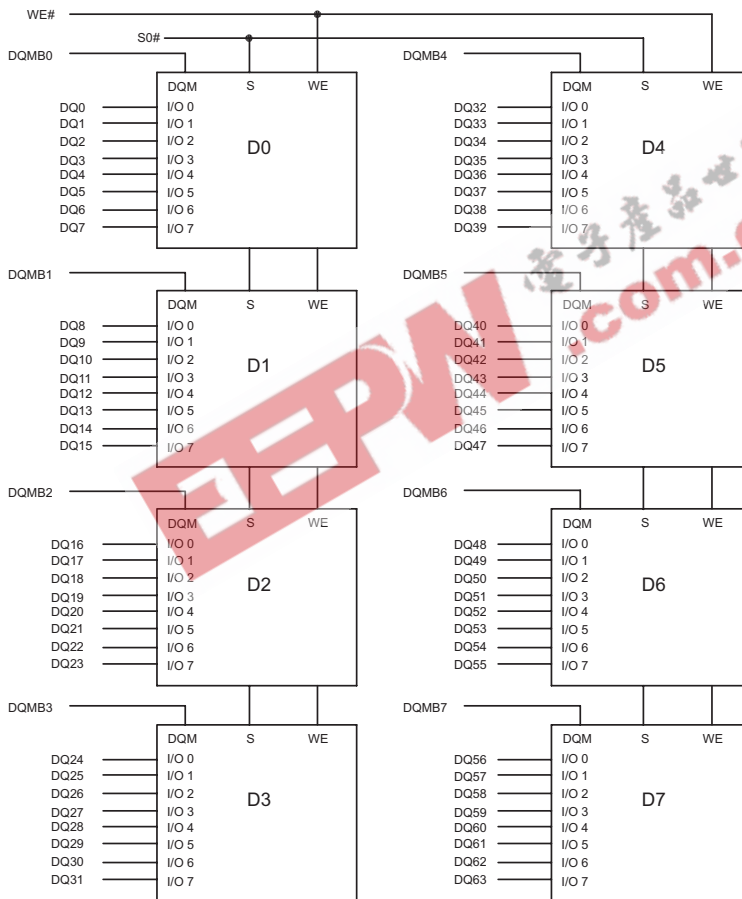 WE#
S0#
DQMB0
DQM S WE
DQ0 I/O 0
DQ1 I/O 1
DQ2 I/O 2
DQ3 I/O 3
DQ4 I/O 4
DQ5 I/O 5
DQ6 I/O 6
DQ7 I/O 7
D0
DQMB1
DQM S WE
DQ8 I/O 0
DQ9 I/O 1
DQ10 I/O 2
DQ11 I/O 3
DQ12 I/O 4
DQ13 I/O 5
DQ14 I/O 6
DQ15 I/O 7
D1
DQMB2
DQM S WE
DQ16 I/O 0
DQ17 I/O 1
DQ18 I/O 2
DQ19 I/O 3
DQ20 I/O 4
DQ21 I/O 5
DQ22 I/O 6
DQ23 I/O 7
D2
DQMB3
DQM S WE
DQ24 I/O 0
DQ25 I/O 1
DQ26 I/O 2
DQ27 I/O 3
DQ28 I/O 4
DQ29 I/O 5
DQ30 I/O 6
DQ31 I/O 7
D3
DQMB4
DQM S WE
DQ32 I/O 0
DQ33 I/O 1
DQ34 I/O 2
DQ35 I/O 3
DQ36 I/O 4
DQ37 I/O 5
DQ38 I/O 6
DQ39 I/O 7
D4
DQMB5
DQM S WE
DQ40 I/O 0
DQ41 I/O 1
DQ42 I/O 2
DQ43 I/O 3
DQ44 I/O 4
DQ45 I/O 5
DQ46 I/O 6
DQ47 I/O 7
D5
DQMB6
DQM S WE
DQ48 I/O 0
DQ49 I/O 1
DQ50 I/O 2
DQ51 I/O 3
DQ52 I/O 4
DQ53 I/O 5
DQ54 I/O 6
DQ55 I/O 7
D6
DQMB7
DQM S WE
DQ56 I/O 0
DQ57 I/O 1
DQ58 I/O 2
DQ59 I/O 3
DQ60 I/O 4
DQ61 I/O 5
DQ62 I/O 6
DQ63 I/O 7
D7
電子產品世
EEPW
.com.c